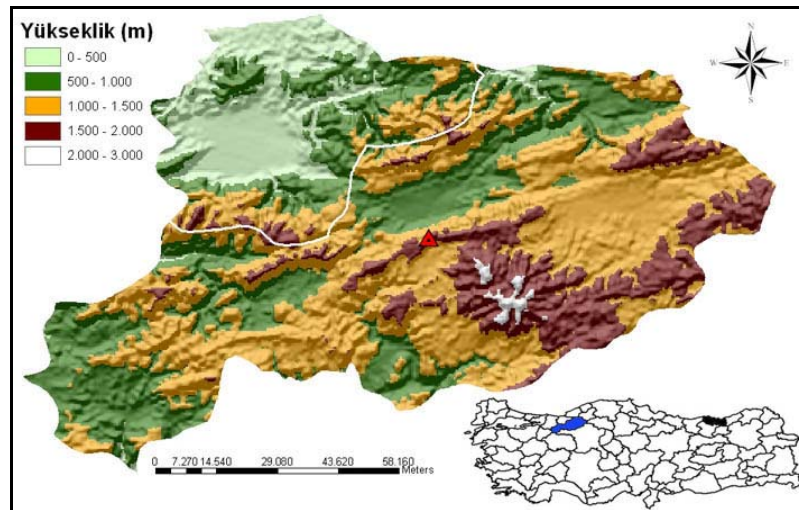 Yükseklik (m)
0 - 500
500 - 1.000
1.000 - 1.500
1.500 - 2.000
2.000 - 3.000
N
W
E
S
0 7.270 14.540 29.080 43.620 58.160
Meters